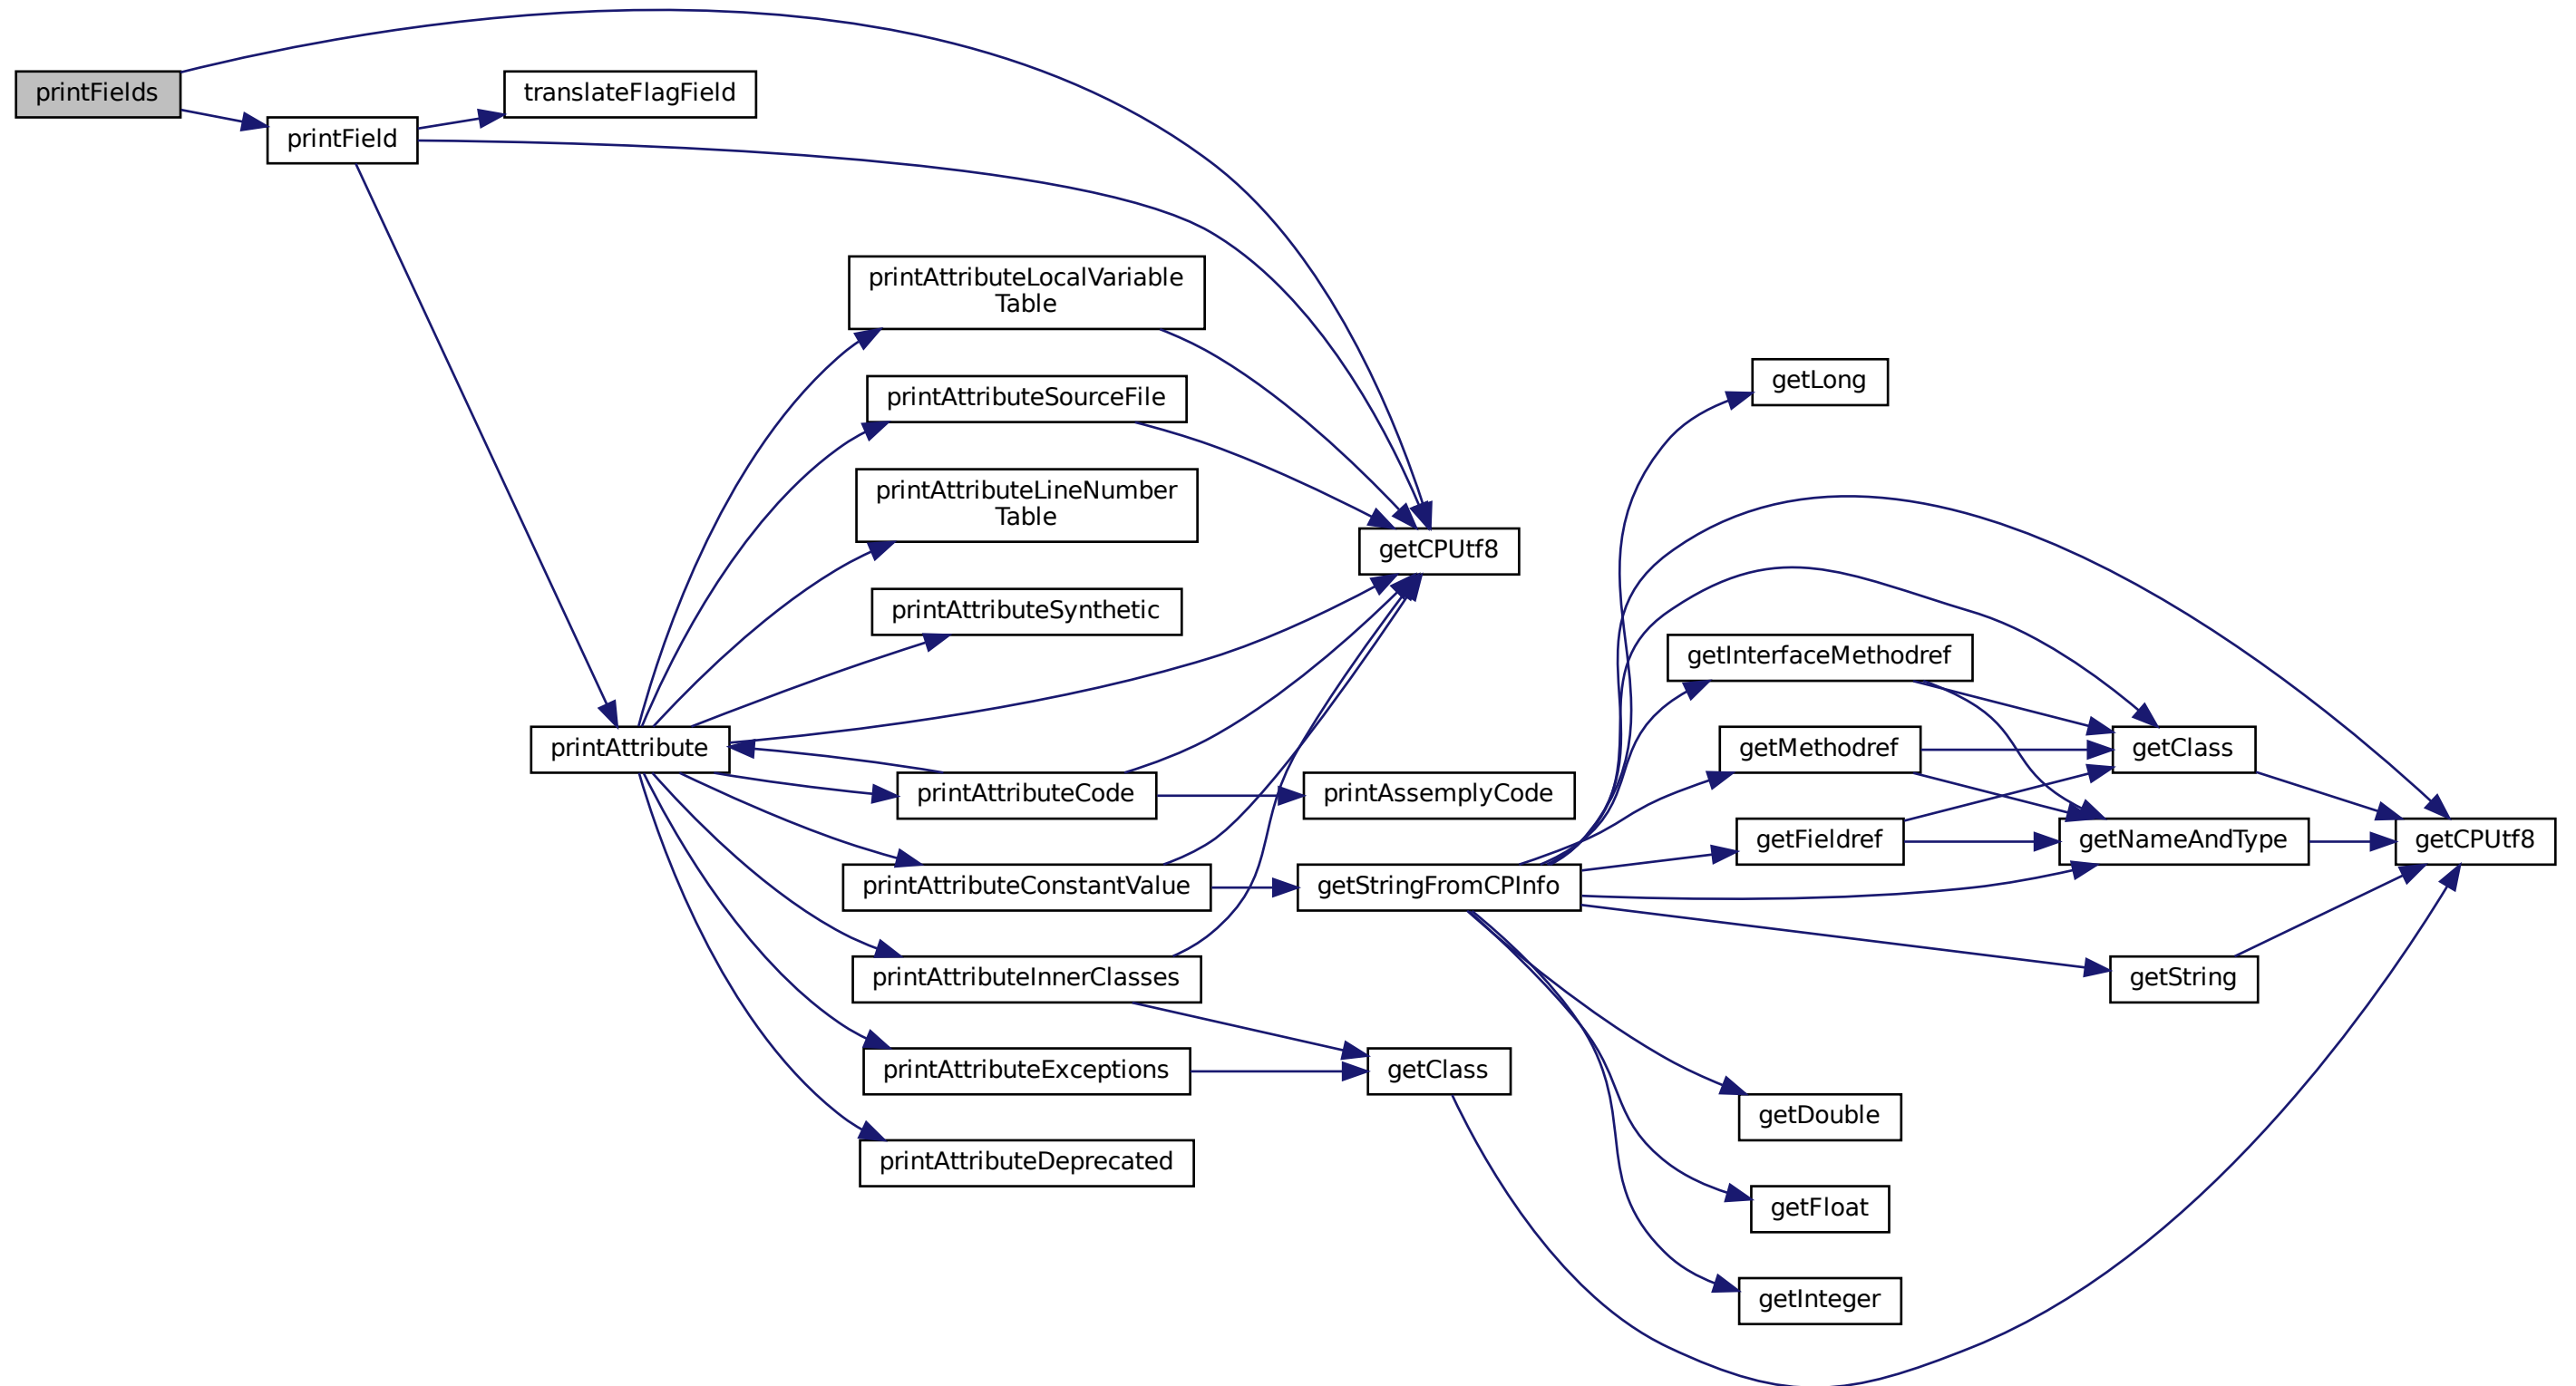 printFields
translateFlagField
printField
printAttributeLocalVariable
Table
printAttributeSourceFile
printAttributeLineNumber
Table
printAttributeSynthetic
printAttribute
printAttributeCode
printAttributeConstantValue
printAttributeInnerClasses
printAttributeExceptions
printAttributeDeprecated
getCPUtf8
printAssemplyCode
getStringFromCPInfo
getClass
getLong
getInterfaceMethodref
getMethodref
getFieldref
getDouble
getFloat
getInteger
getClass
getNameAndType
getString
getCPUtf8